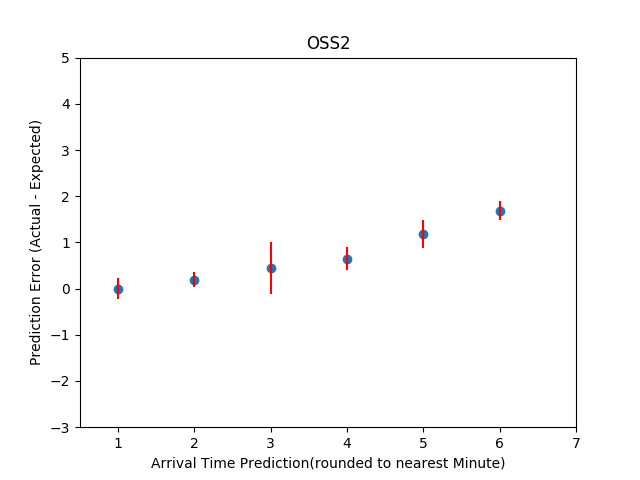 OSS2
Prediction Error (Actual - Expected)
5
4
3
2
1
0
−1
−2
−3
1 2 3 4 5 6 7
Arrival Time Prediction(rounded to nearest Minute)